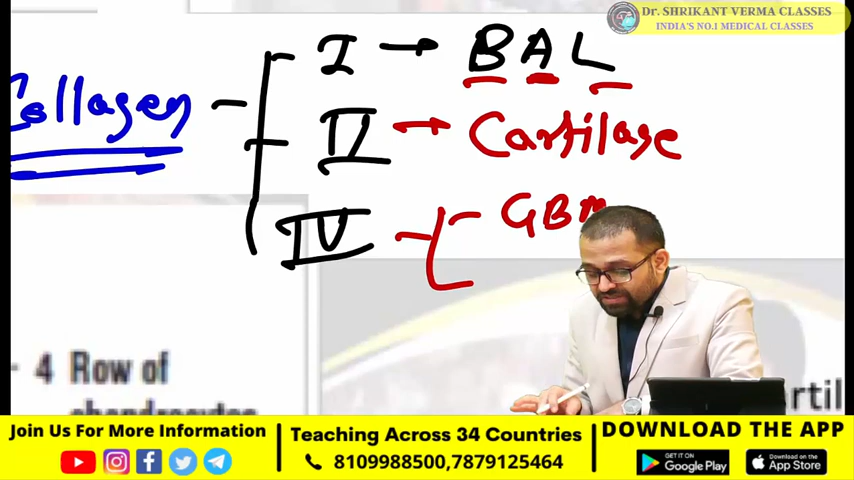 Dr. SHRIKANT VERMA CLASSES
INDIA'S NO.1 MEDICAL CLASSES
Collagen
I → BAL
II → Cartilage
IV
GBM
- 4 Row of
chondrocytes
Join Us For More Information
Teaching Across 34 Countries
8109988500,7879125464
DOWNLOAD THE APP
GET IT ON
Google Play
Download on the
App Store